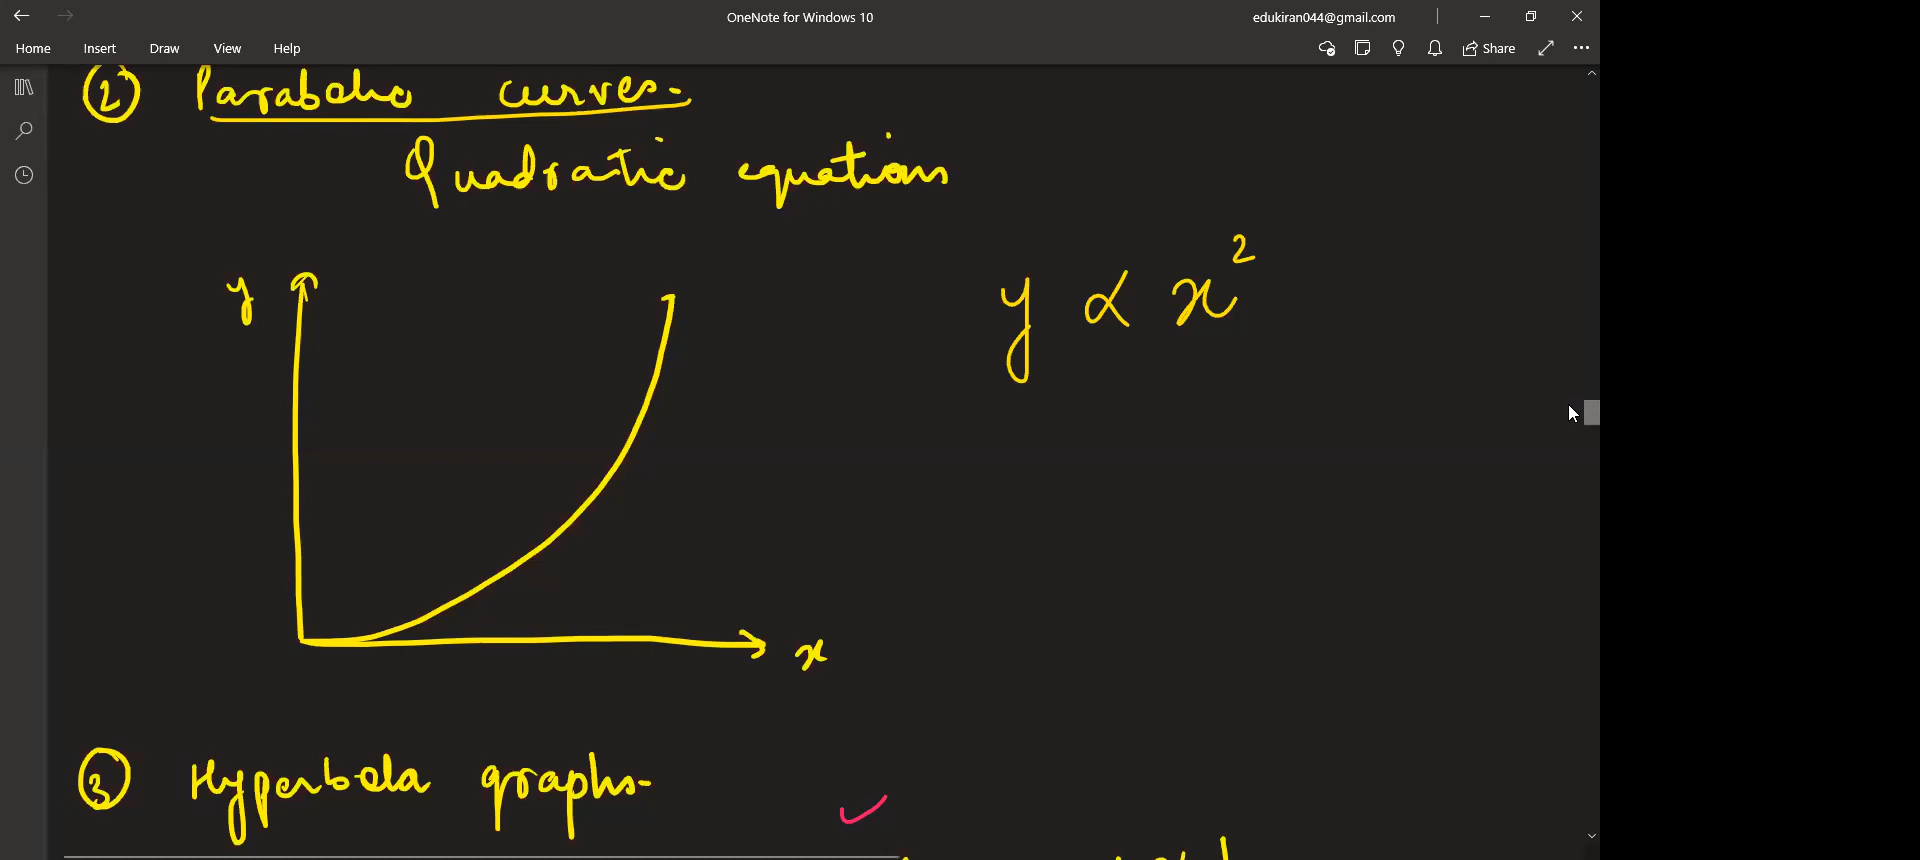 OneNote for Windows 10
edukiran044@gmail.com
Home Insert Draw View Help
Share
② Parabolic curves.
Quadratic equations
y
y ∝ x²
x
③ Hyperbola graphs.